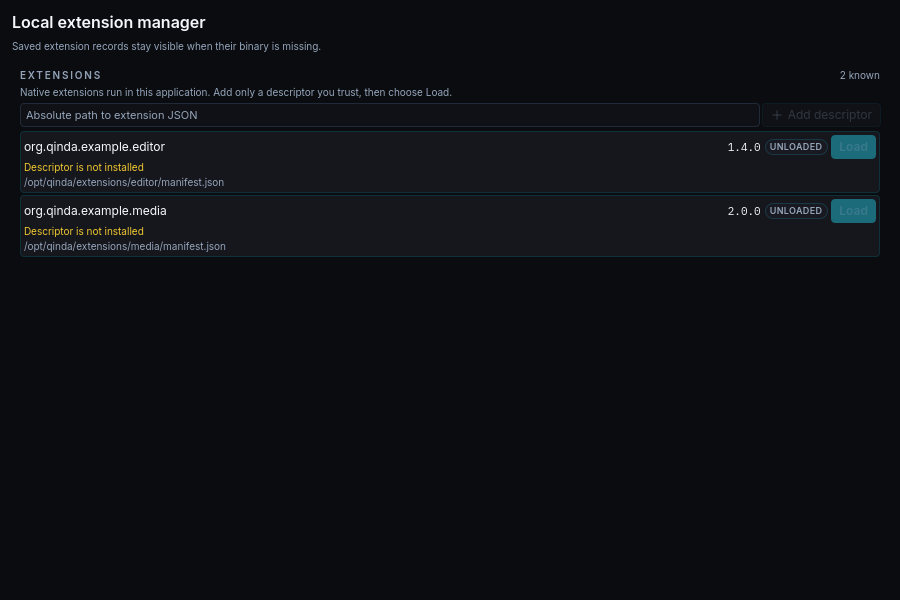 Local extension manager
Saved extension records stay visible when their binary is missing.
EXTENSIONS 2 known
Native extensions run in this application. Add only a descriptor you trust, then choose Load.
Absolute path to extension JSON + Add descriptor
org.qinda.example.editor 1.4.0 UNLOADED Load
Descriptor is not installed
/opt/qinda/extensions/editor/manifest.json
org.qinda.example.media 2.0.0 UNLOADED Load
Descriptor is not installed
/opt/qinda/extensions/media/manifest.json